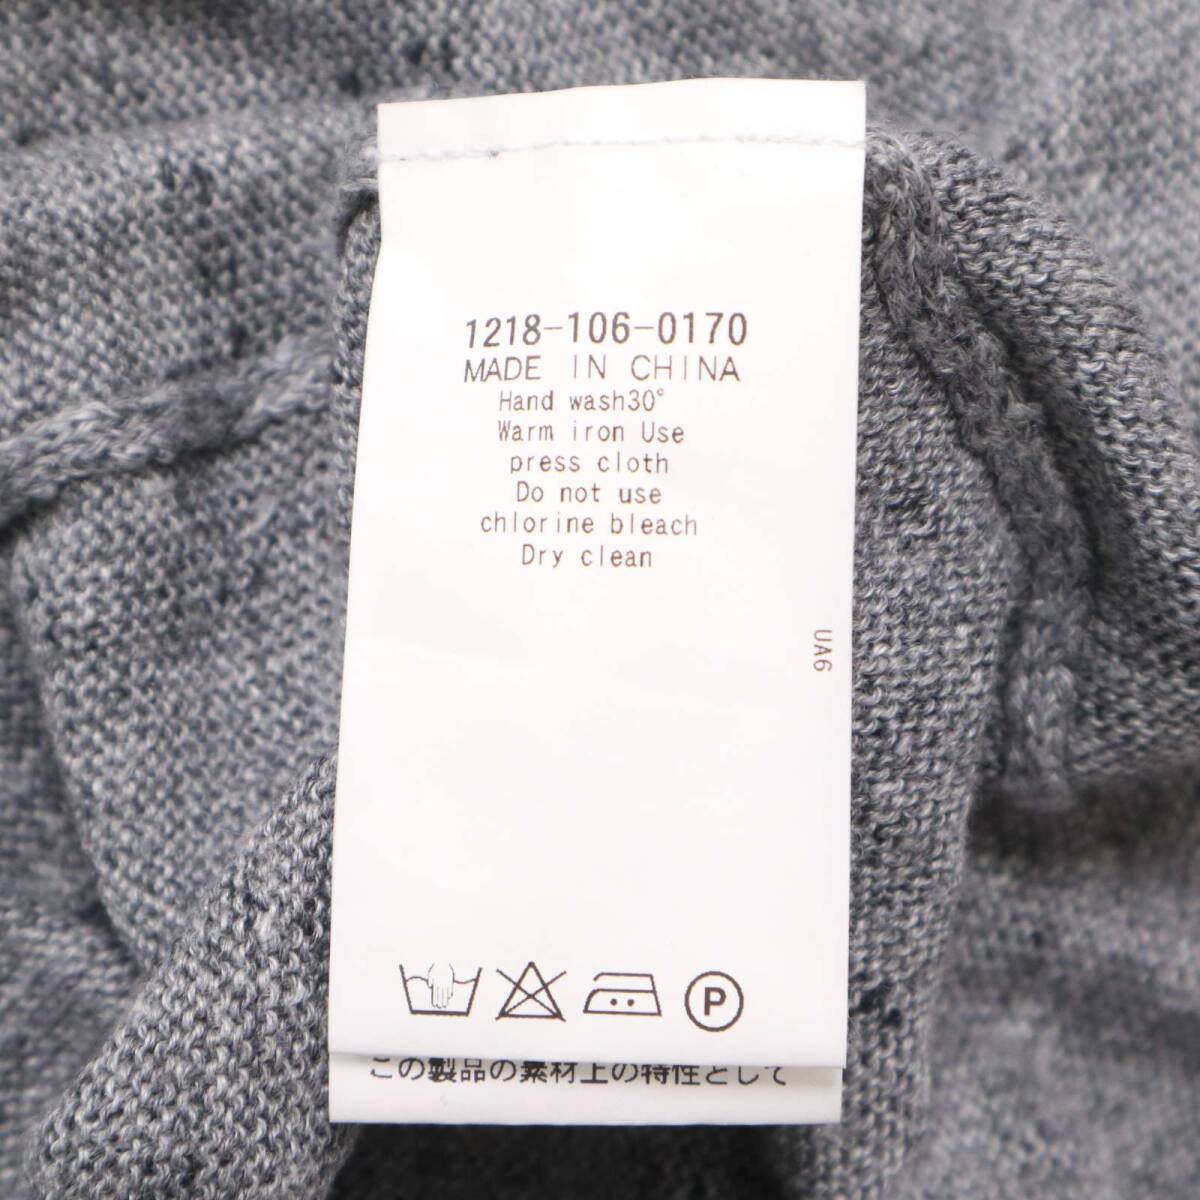 1218-106-0170
MADE IN CHINA
Hand wash30°
Warm iron Use
press cloth
Do not use
chlorine bleach
Dry clean
UA6
P
この製品の素材上の特性として